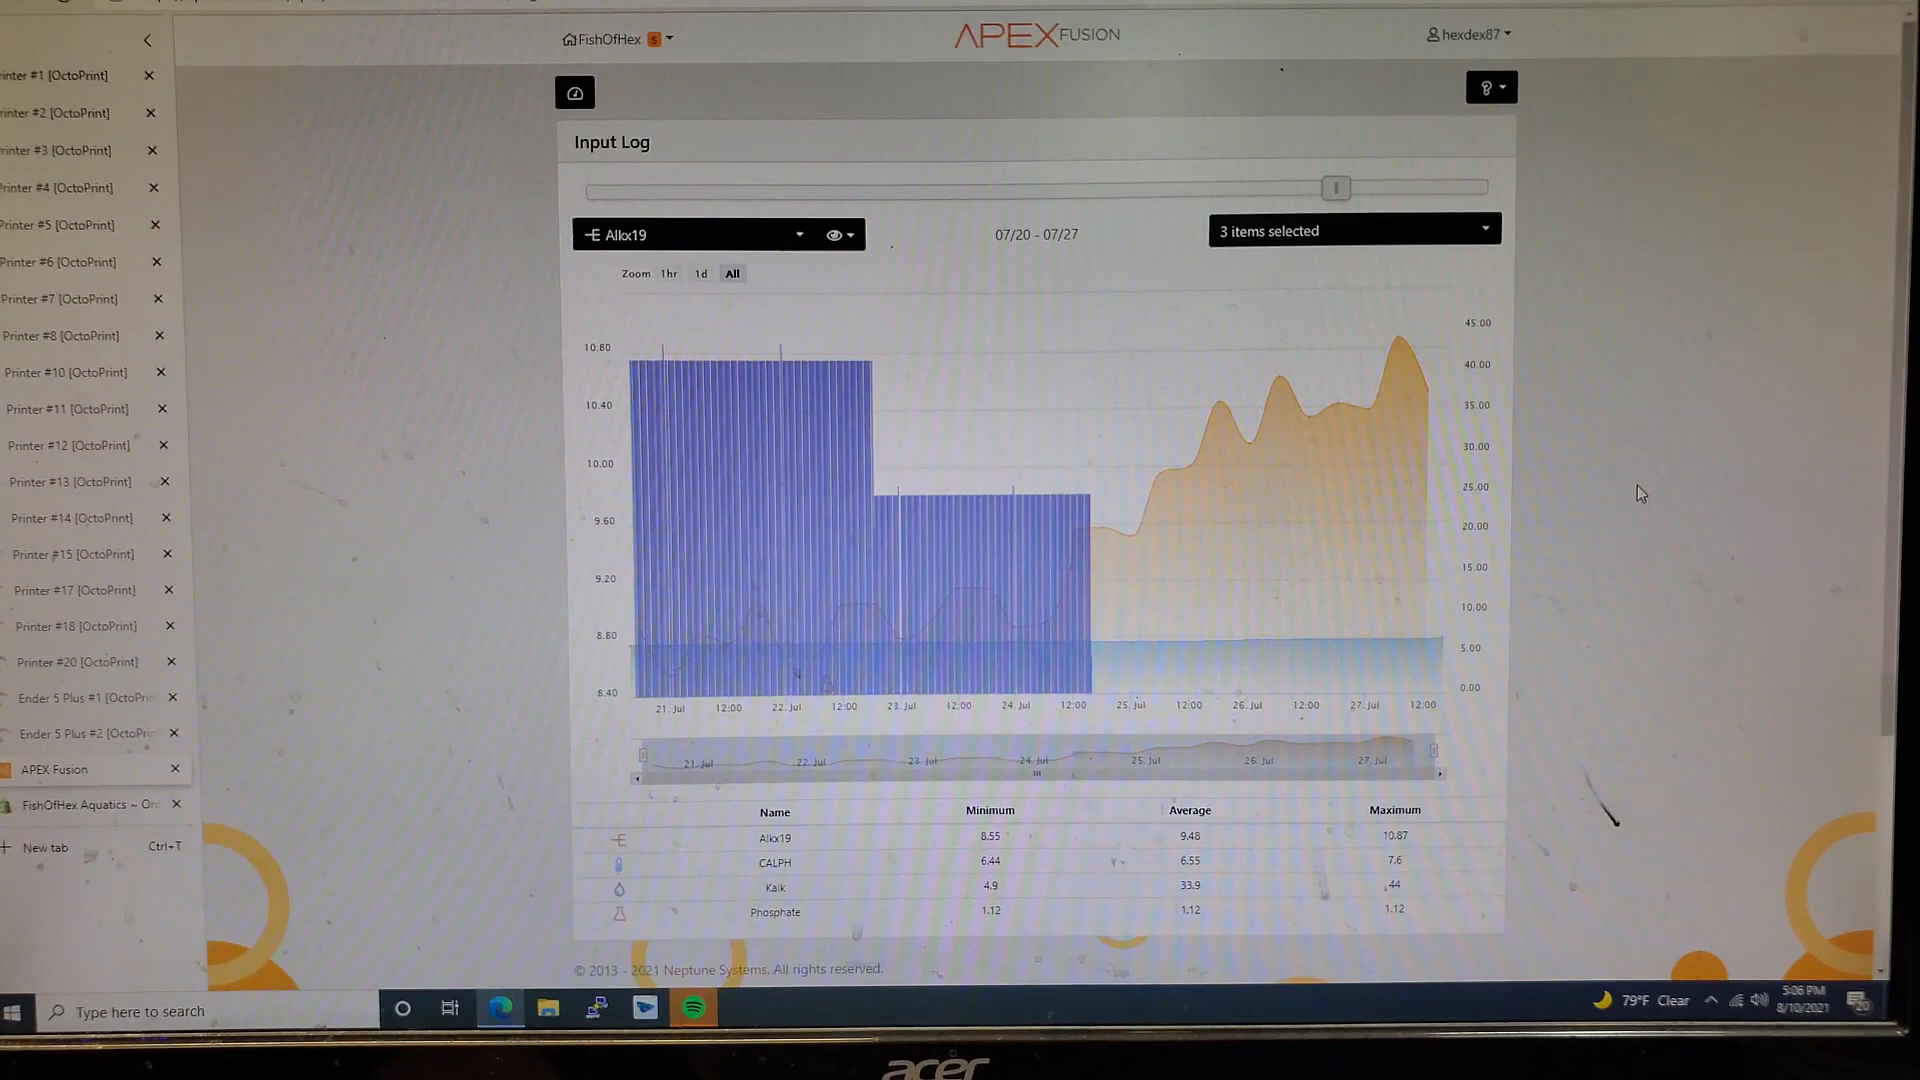 FishOfHex 5
APEX FUSION
hexdex87
Printer #1 [OctoPrint]
Printer #2 [OctoPrint]
Printer #3 [OctoPrint]
Printer #4 [OctoPrint]
Printer #5 [OctoPrint]
Printer #6 [OctoPrint]
Printer #7 [OctoPrint]
Printer #8 [OctoPrint]
Printer #10 [OctoPrint]
Printer #11 [OctoPrint]
Printer #12 [OctoPrint]
Printer #13 [OctoPrint]
Printer #14 [OctoPrint]
Printer #15 [OctoPrint]
Printer #17 [OctoPrint]
Printer #18 [OctoPrint]
Printer #20 [OctoPrint]
Ender 5 Plus #1 [OctoPrin
Ender 5 Plus #2 [OctoPrin
APEX Fusion
FishOfHex Aquatics ~ Orc
New tab Ctrl+T
Input Log
Alkx19
07/20 - 07/27
3 items selected
Zoom 1hr 1d All
10.80
10.40
10.00
9.60
9.20
8.80
8.40
45.00
40.00
35.00
30.00
25.00
20.00
15.00
10.00
5.00
0.00
21. Jul 12:00 22. Jul 12:00 23. Jul 12:00 24. Jul 12:00 25. Jul 12:00 26. Jul 12:00 27. Jul 12:00
21. Jul 22. Jul 23. Jul 24. Jul 25. Jul 26. Jul 27. Jul
Name Minimum Average Maximum
Alkx19 8.55 9.48 10.87
CALPH 6.44 6.55 7.6
Kalk 4.9 33.9 44
Phosphate 1.12 1.12 1.12
© 2013 - 2021 Neptune Systems. All rights reserved.
Type here to search
79°F Clear
5:06 PM
8/10/2021
20
acer